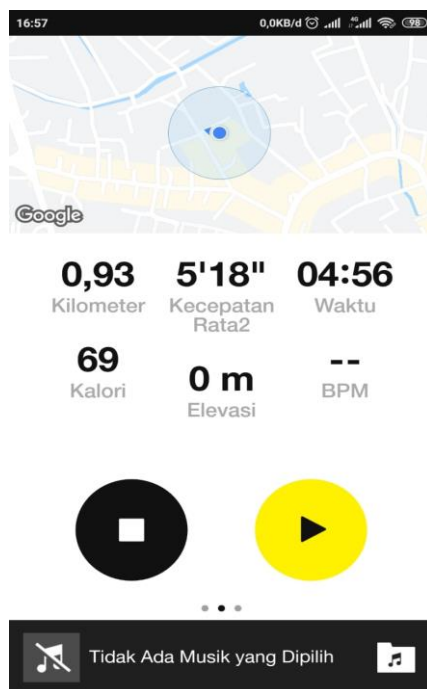 16:57 0,0KB/d 4G 98
Google
0,93 5'18" 04:56
Kilometer Kecepatan Rata2 Waktu
69 0 m --
Kalori Elevasi BPM
Tidak Ada Musik yang Dipilih